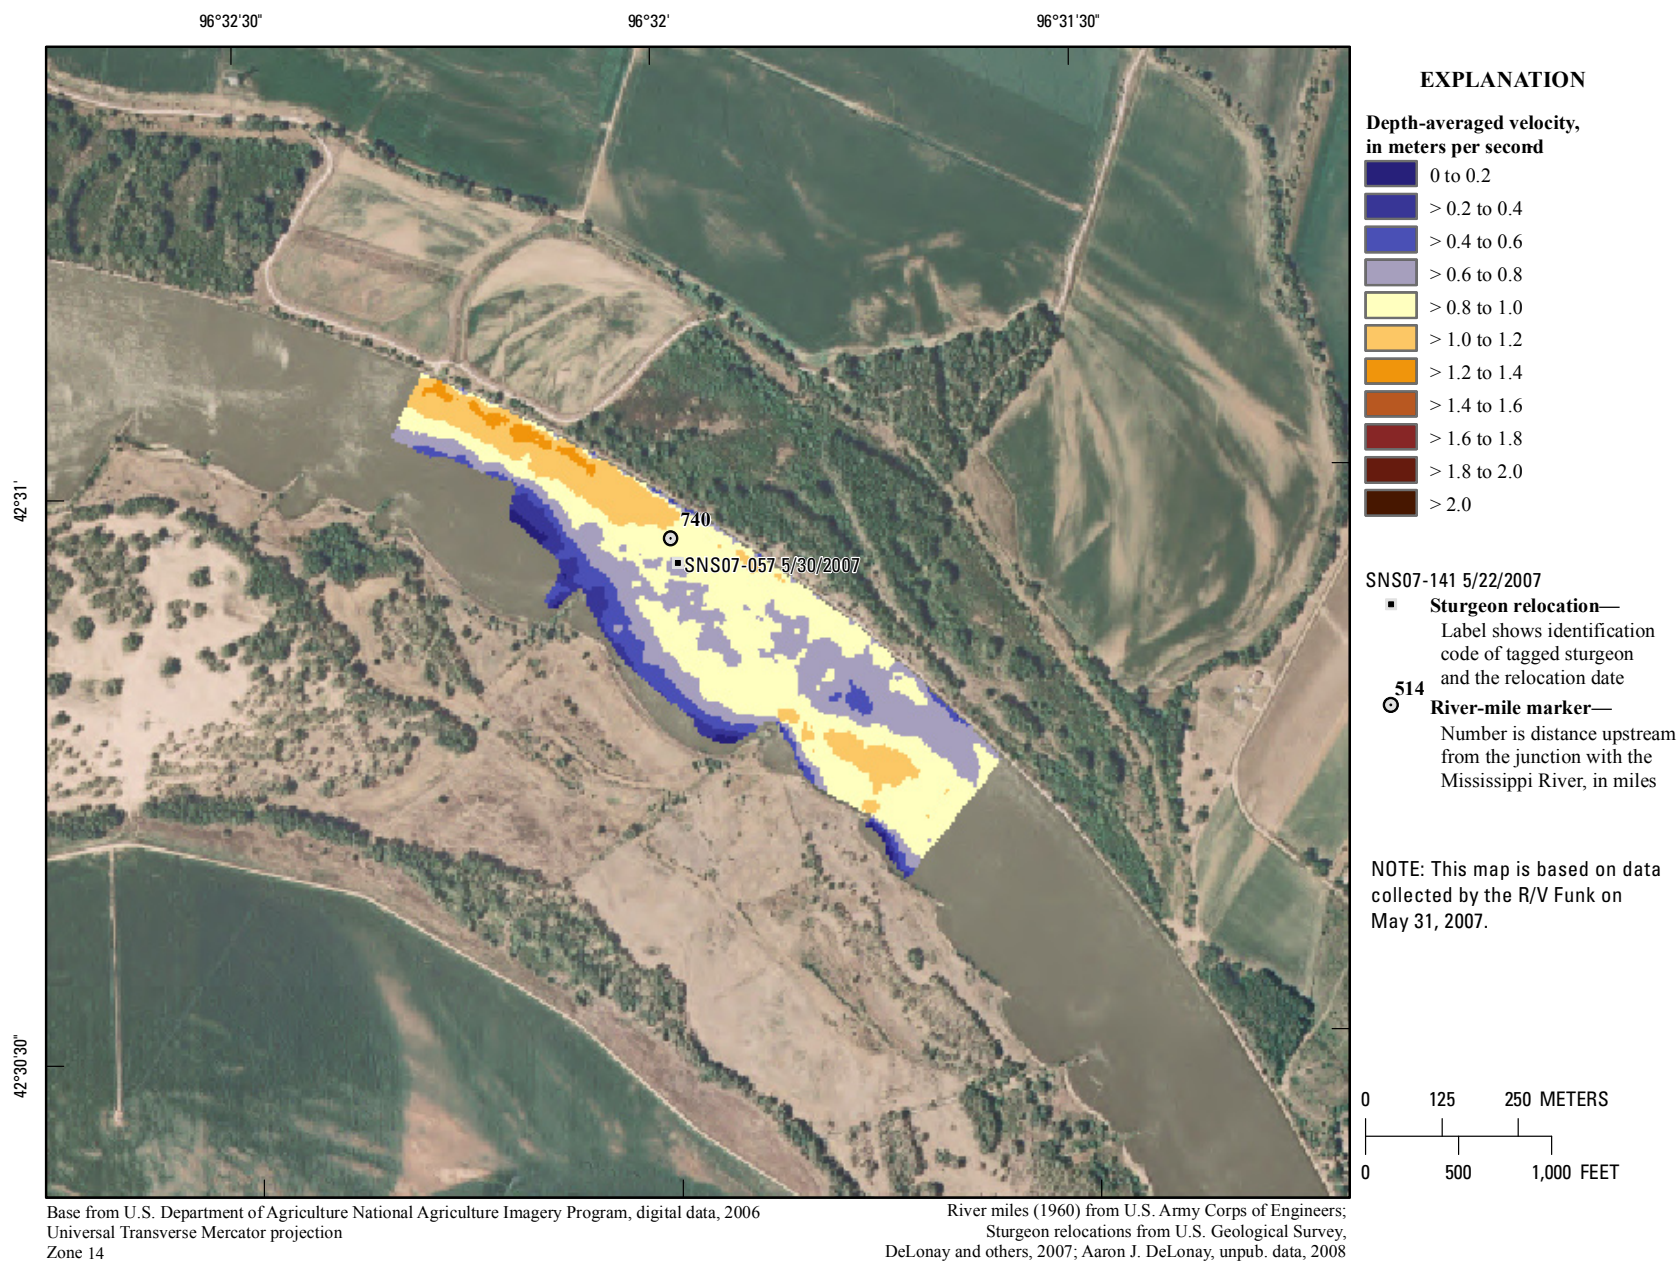 96°32'30"
96°32'
96°31'30"
42°31'
42°30'30"
740
SNS07-057 5/30/2007
EXPLANATION
Depth-averaged velocity,
in meters per second
0 to 0.2
> 0.2 to 0.4
> 0.4 to 0.6
> 0.6 to 0.8
> 0.8 to 1.0
> 1.0 to 1.2
> 1.2 to 1.4
> 1.4 to 1.6
> 1.6 to 1.8
> 1.8 to 2.0
> 2.0
SNS07-141 5/22/2007
Sturgeon relocation—
Label shows identification
code of tagged sturgeon
and the relocation date
514
River-mile marker—
Number is distance upstream
from the junction with the
Mississippi River, in miles
NOTE: This map is based on data
collected by the R/V Funk on
May 31, 2007.
0 125 250 METERS
0 500 1,000 FEET
Base from U.S. Department of Agriculture National Agriculture Imagery Program, digital data, 2006
Universal Transverse Mercator projection
Zone 14
River miles (1960) from U.S. Army Corps of Engineers;
Sturgeon relocations from U.S. Geological Survey,
DeLonay and others, 2007; Aaron J. DeLonay, unpub. data, 2008